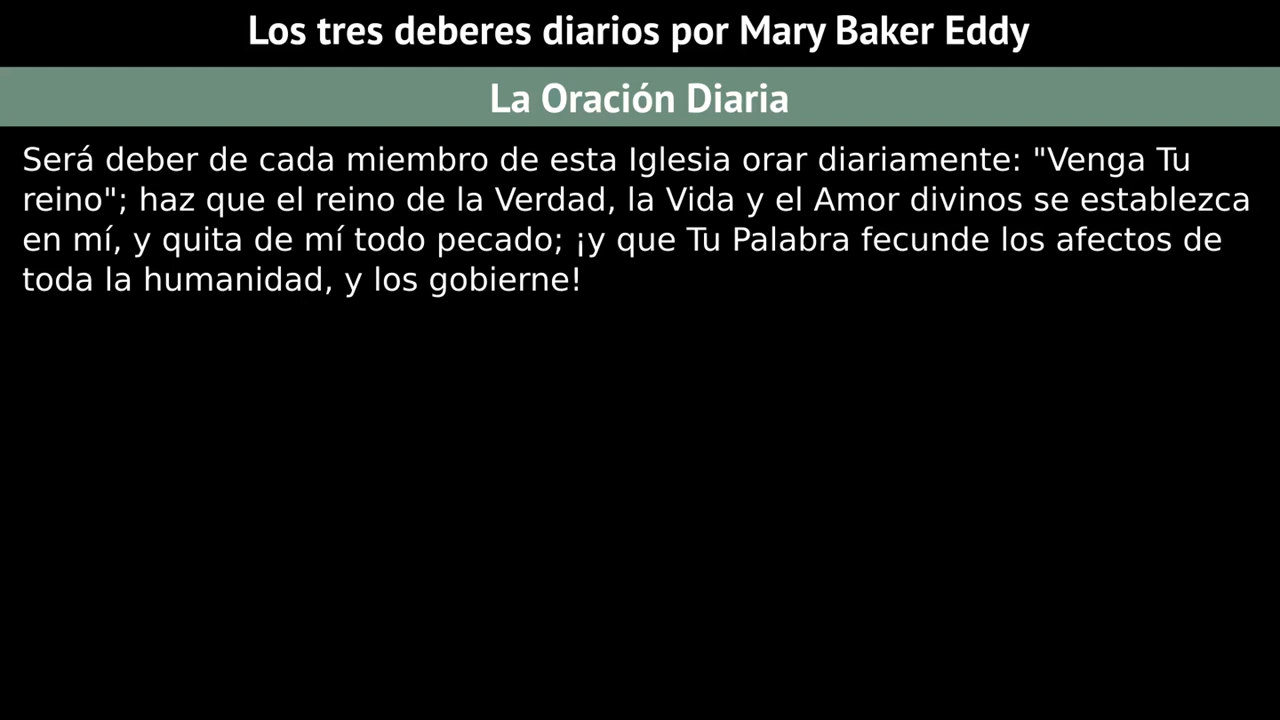 Los tres deberes diarios por Mary Baker Eddy
La Oración Diaria
Será deber de cada miembro de esta Iglesia orar diariamente: "Venga Tu
reino"; haz que el reino de la Verdad, la Vida y el Amor divinos se establezca
en mí, y quita de mí todo pecado; ¡y que Tu Palabra fecunde los afectos de
toda la humanidad, y los gobierne!